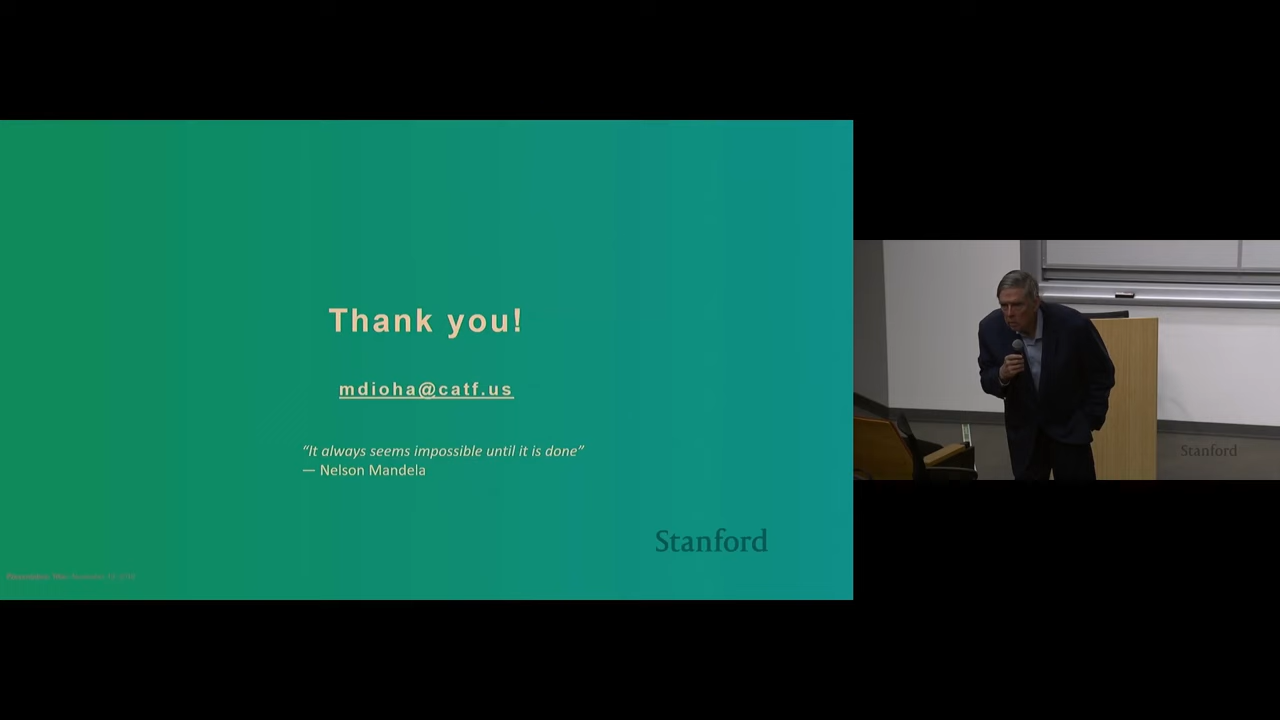 Thank you!
mdioha@catf.us
“It always seems impossible until it is done”
— Nelson Mandela
Stanford
Stanford